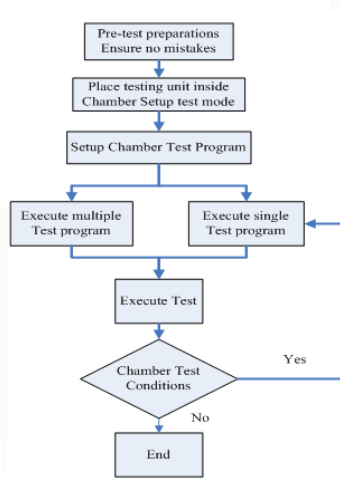 Pre-test preparations
Ensure no mistakes
Place testing unit inside
Chamber Setup test mode
Setup Chamber Test Program
Execute multiple
Test program
Execute single
Test program
Execute Test
Chamber Test
Conditions
Yes
No
End